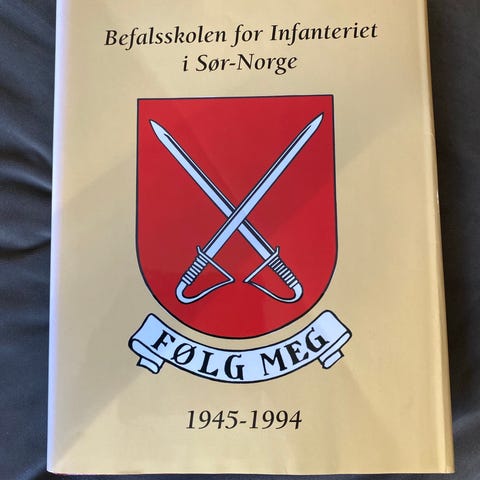 Befalsskolen for Infanteriet
i Sør-Norge
FØLG MEG
1945-1994